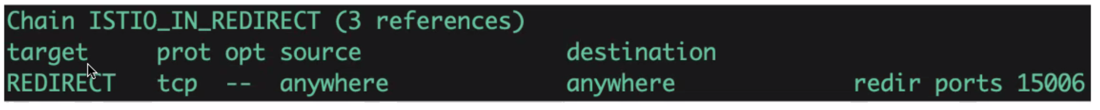 Chain ISTIO_IN_REDIRECT (3 references)
target     prot opt source               destination
REDIRECT   tcp  --  anywhere             anywhere             redir ports 15006